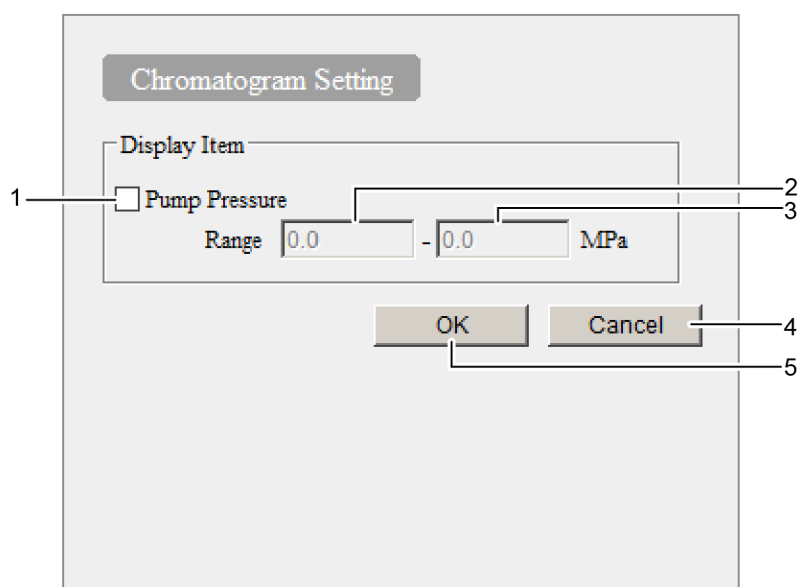 Chromatogram Setting
Display Item
1 Pump Pressure 2
3
Range 0.0 - 0.0 MPa
OK Cancel 4
5